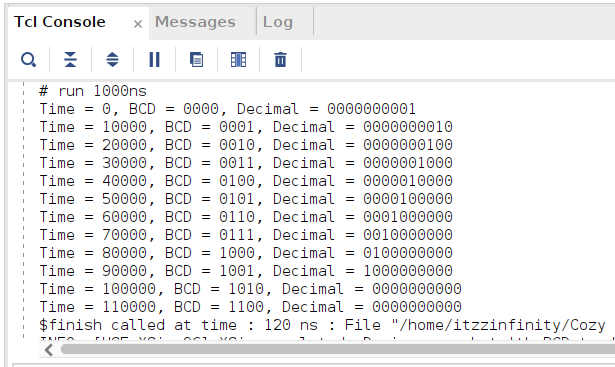 Tcl Console × Messages Log
# run 1000ns
Time = 0, BCD = 0000, Decimal = 0000000001
Time = 10000, BCD = 0001, Decimal = 0000000010
Time = 20000, BCD = 0010, Decimal = 0000000100
Time = 30000, BCD = 0011, Decimal = 0000001000
Time = 40000, BCD = 0100, Decimal = 0000010000
Time = 50000, BCD = 0101, Decimal = 0000100000
Time = 60000, BCD = 0110, Decimal = 0001000000
Time = 70000, BCD = 0111, Decimal = 0010000000
Time = 80000, BCD = 1000, Decimal = 0100000000
Time = 90000, BCD = 1001, Decimal = 1000000000
Time = 100000, BCD = 1010, Decimal = 0000000000
Time = 110000, BCD = 1100, Decimal = 0000000000
$finish called at time : 120 ns : File "/home/itzzinfinity/Cozy